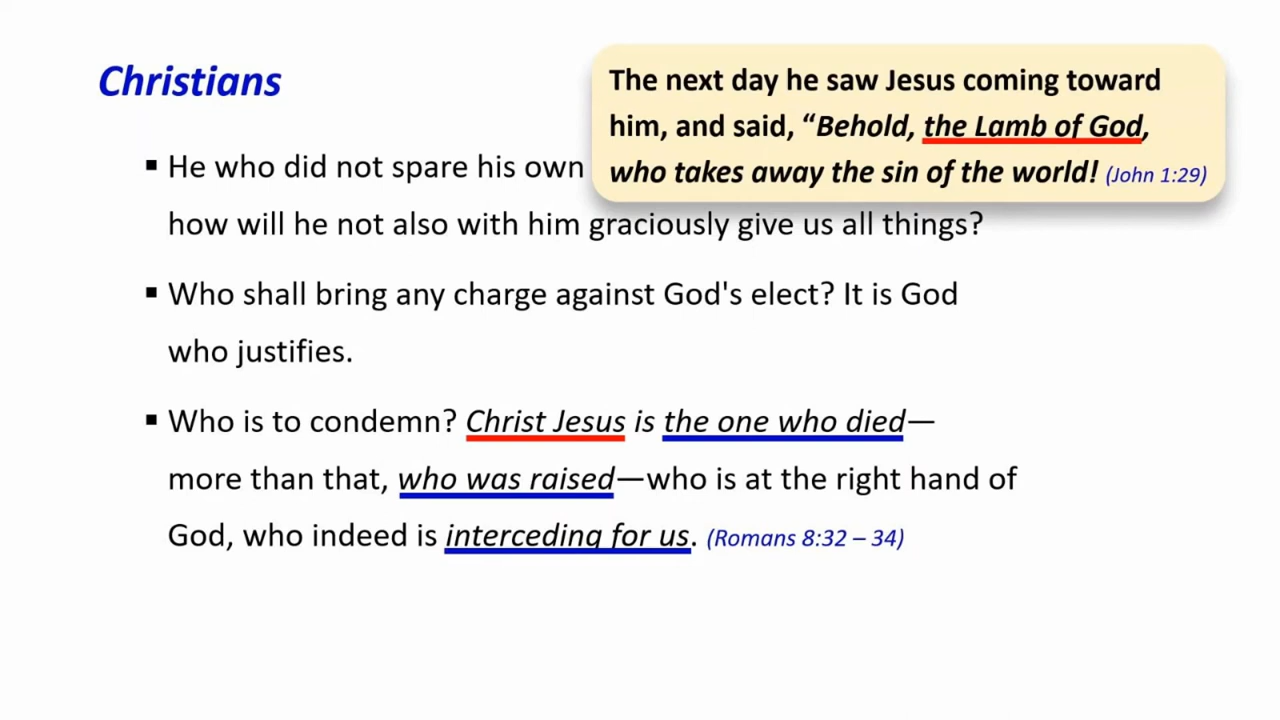 Christians
The next day he saw Jesus coming toward
him, and said, “Behold, the Lamb of God,
who takes away the sin of the world! (John 1:29)
▪ He who did not spare his own
how will he not also with him graciously give us all things?
▪ Who shall bring any charge against God's elect? It is God
who justifies.
▪ Who is to condemn? Christ Jesus is the one who died—
more than that, who was raised—who is at the right hand of
God, who indeed is interceding for us. (Romans 8:32 – 34)